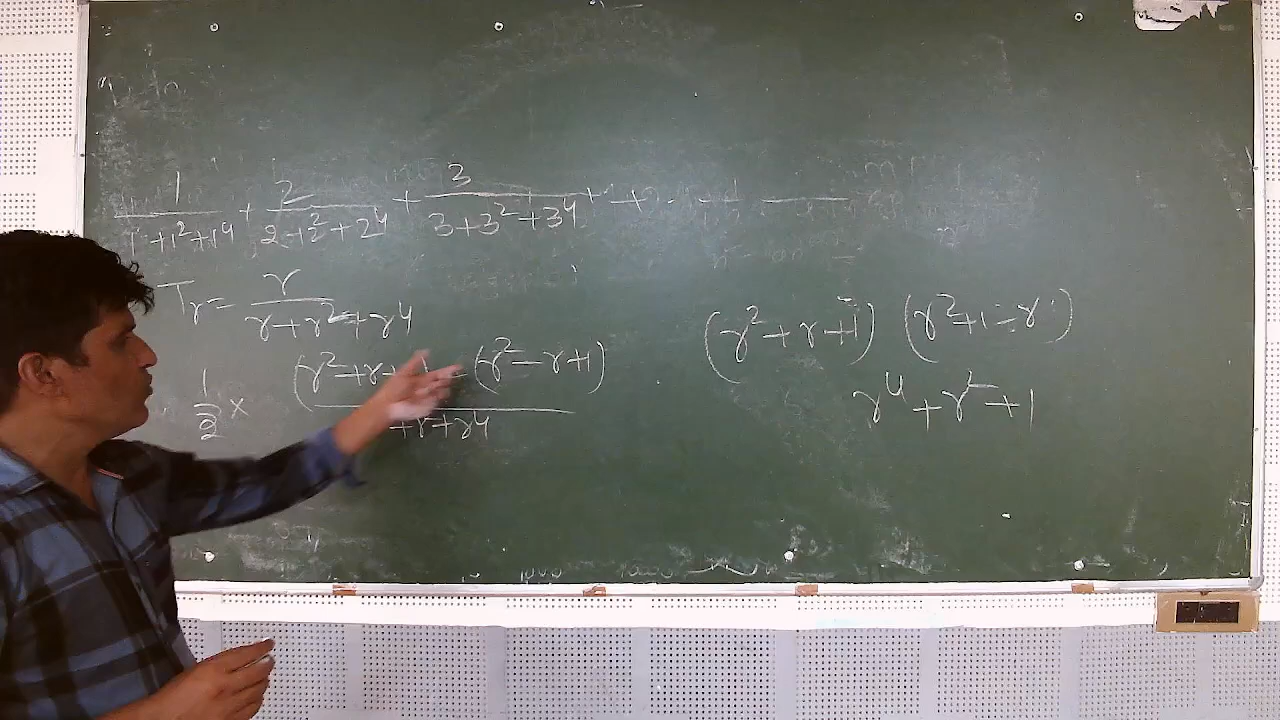 1/(1+1²+1⁴) + 2/(2+2²+2⁴) + 3/(3+3²+3⁴) + + · ·
Tr = r/(r+r²+r⁴)
1/2 × ((r²+r+1 - (r²-r+1))/( +r+r⁴)
(r²+r+1) (r²+1-r)
r⁴+r²+1